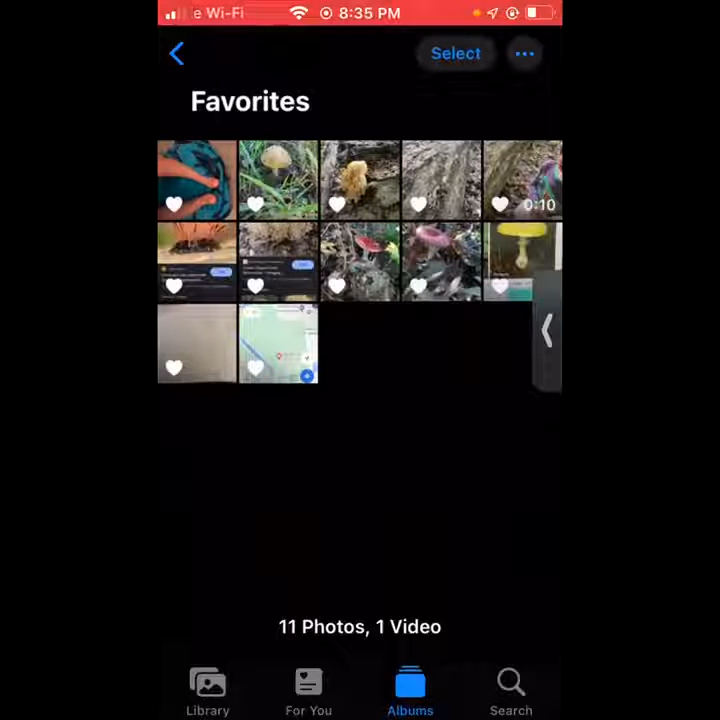 e Wi-Fi 8:35 PM
Select
Favorites
0:10
11 Photos, 1 Video
Library For You Albums Search